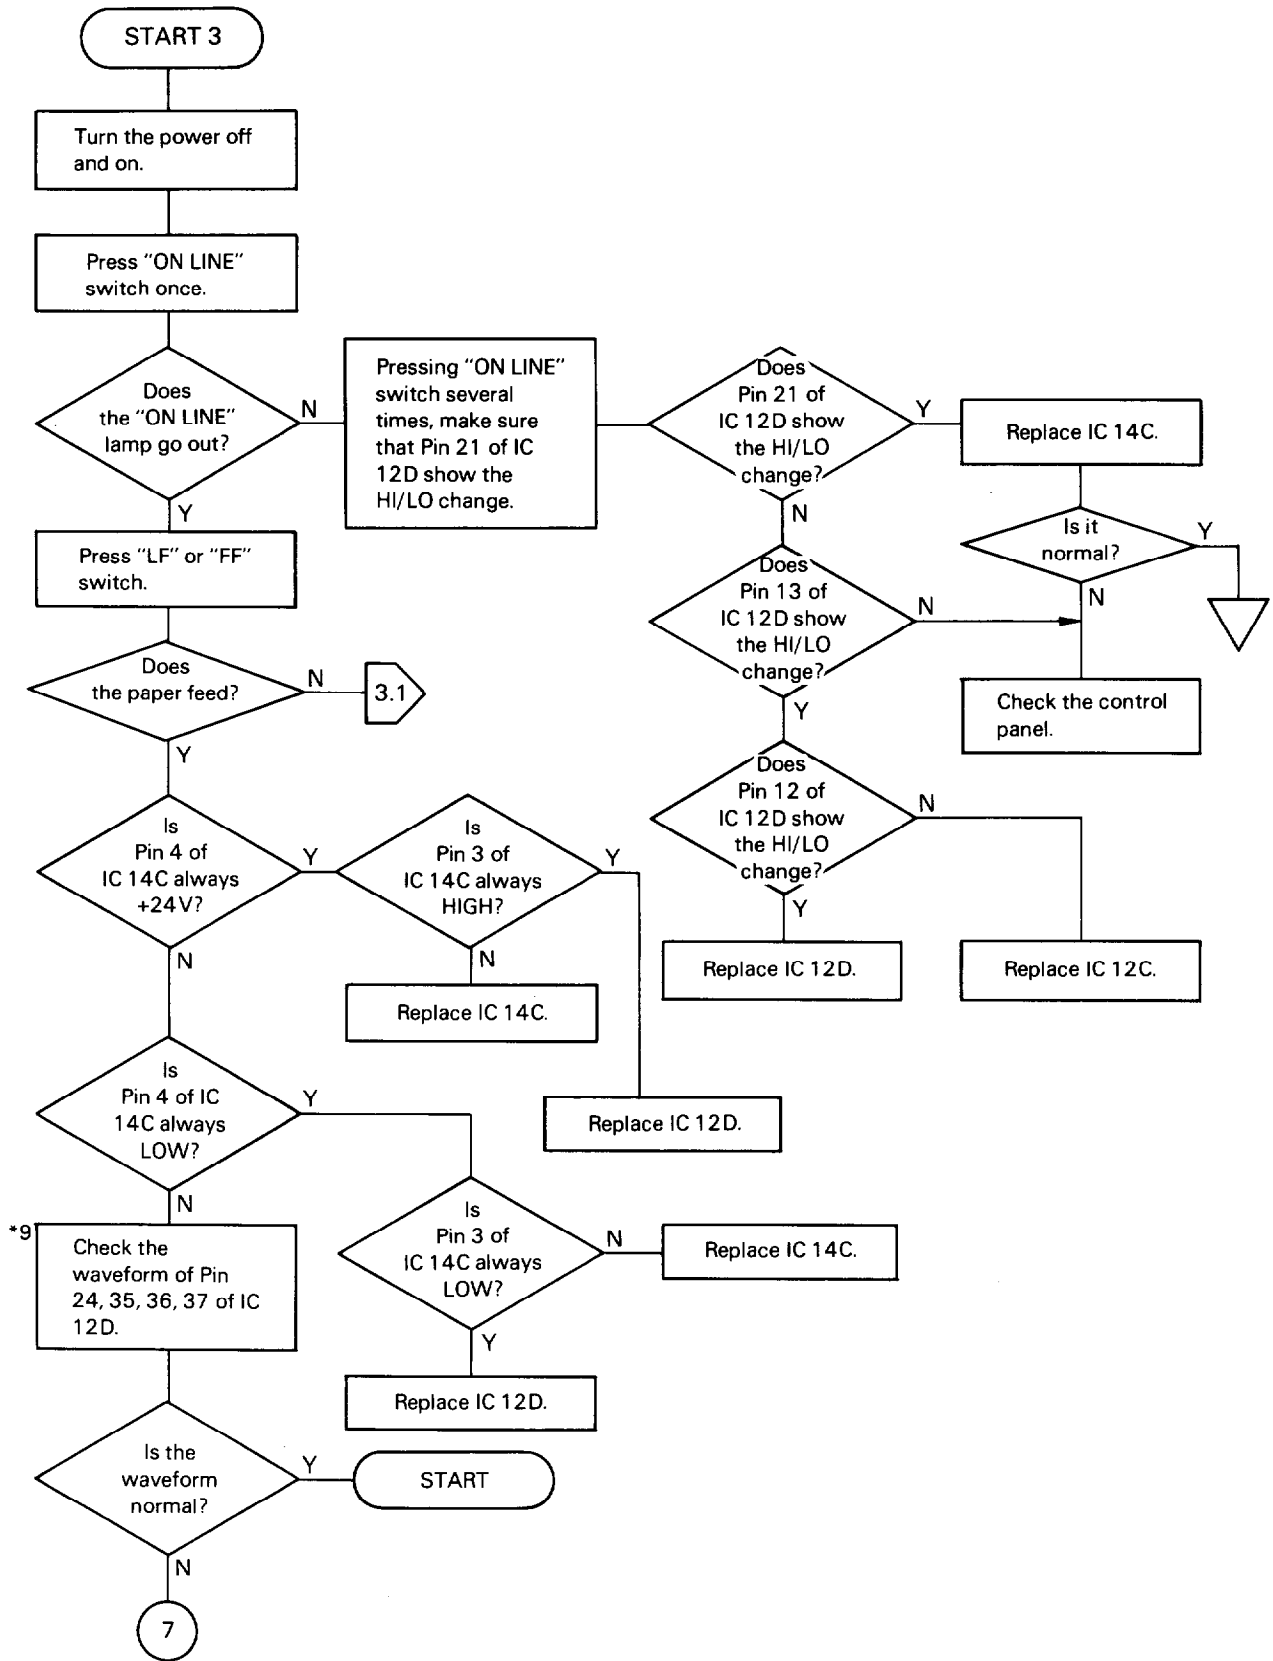 START 3
Turn the power off
and on.
Press "ON LINE"
switch once.
Does
the "ON LINE"
lamp go out?
N
Y
Pressing "ON LINE"
switch several
times, make sure
that Pin 21 of IC
12D show the
HI/LO change.
Does
Pin 21 of
IC 12D show
the HI/LO
change?
Y
N
Replace IC 14C.
Is it
normal?
Y
N
Press "LF" or "FF"
switch.
Does
Pin 13 of
IC 12D show
the HI/LO
change?
N
Y
Does
the paper feed?
N
3.1
Y
Check the control
panel.
Does
Pin 12 of
IC 12D show
the HI/LO
change?
N
Y
Is
Pin 4 of
IC 14C always
+24V?
Y
N
Is
Pin 3 of
IC 14C always
HIGH?
Y
N
Replace IC 12D.
Replace IC 12C.
Replace IC 14C.
Is
Pin 4 of IC
14C always
LOW?
Y
N
Replace IC 12D.
*9
Check the
waveform of Pin
24, 35, 36, 37 of IC
12D.
Is
Pin 3 of
IC 14C always
LOW?
N
Y
Replace IC 14C.
Replace IC 12D.
Is the
waveform
normal?
Y
START
N
7